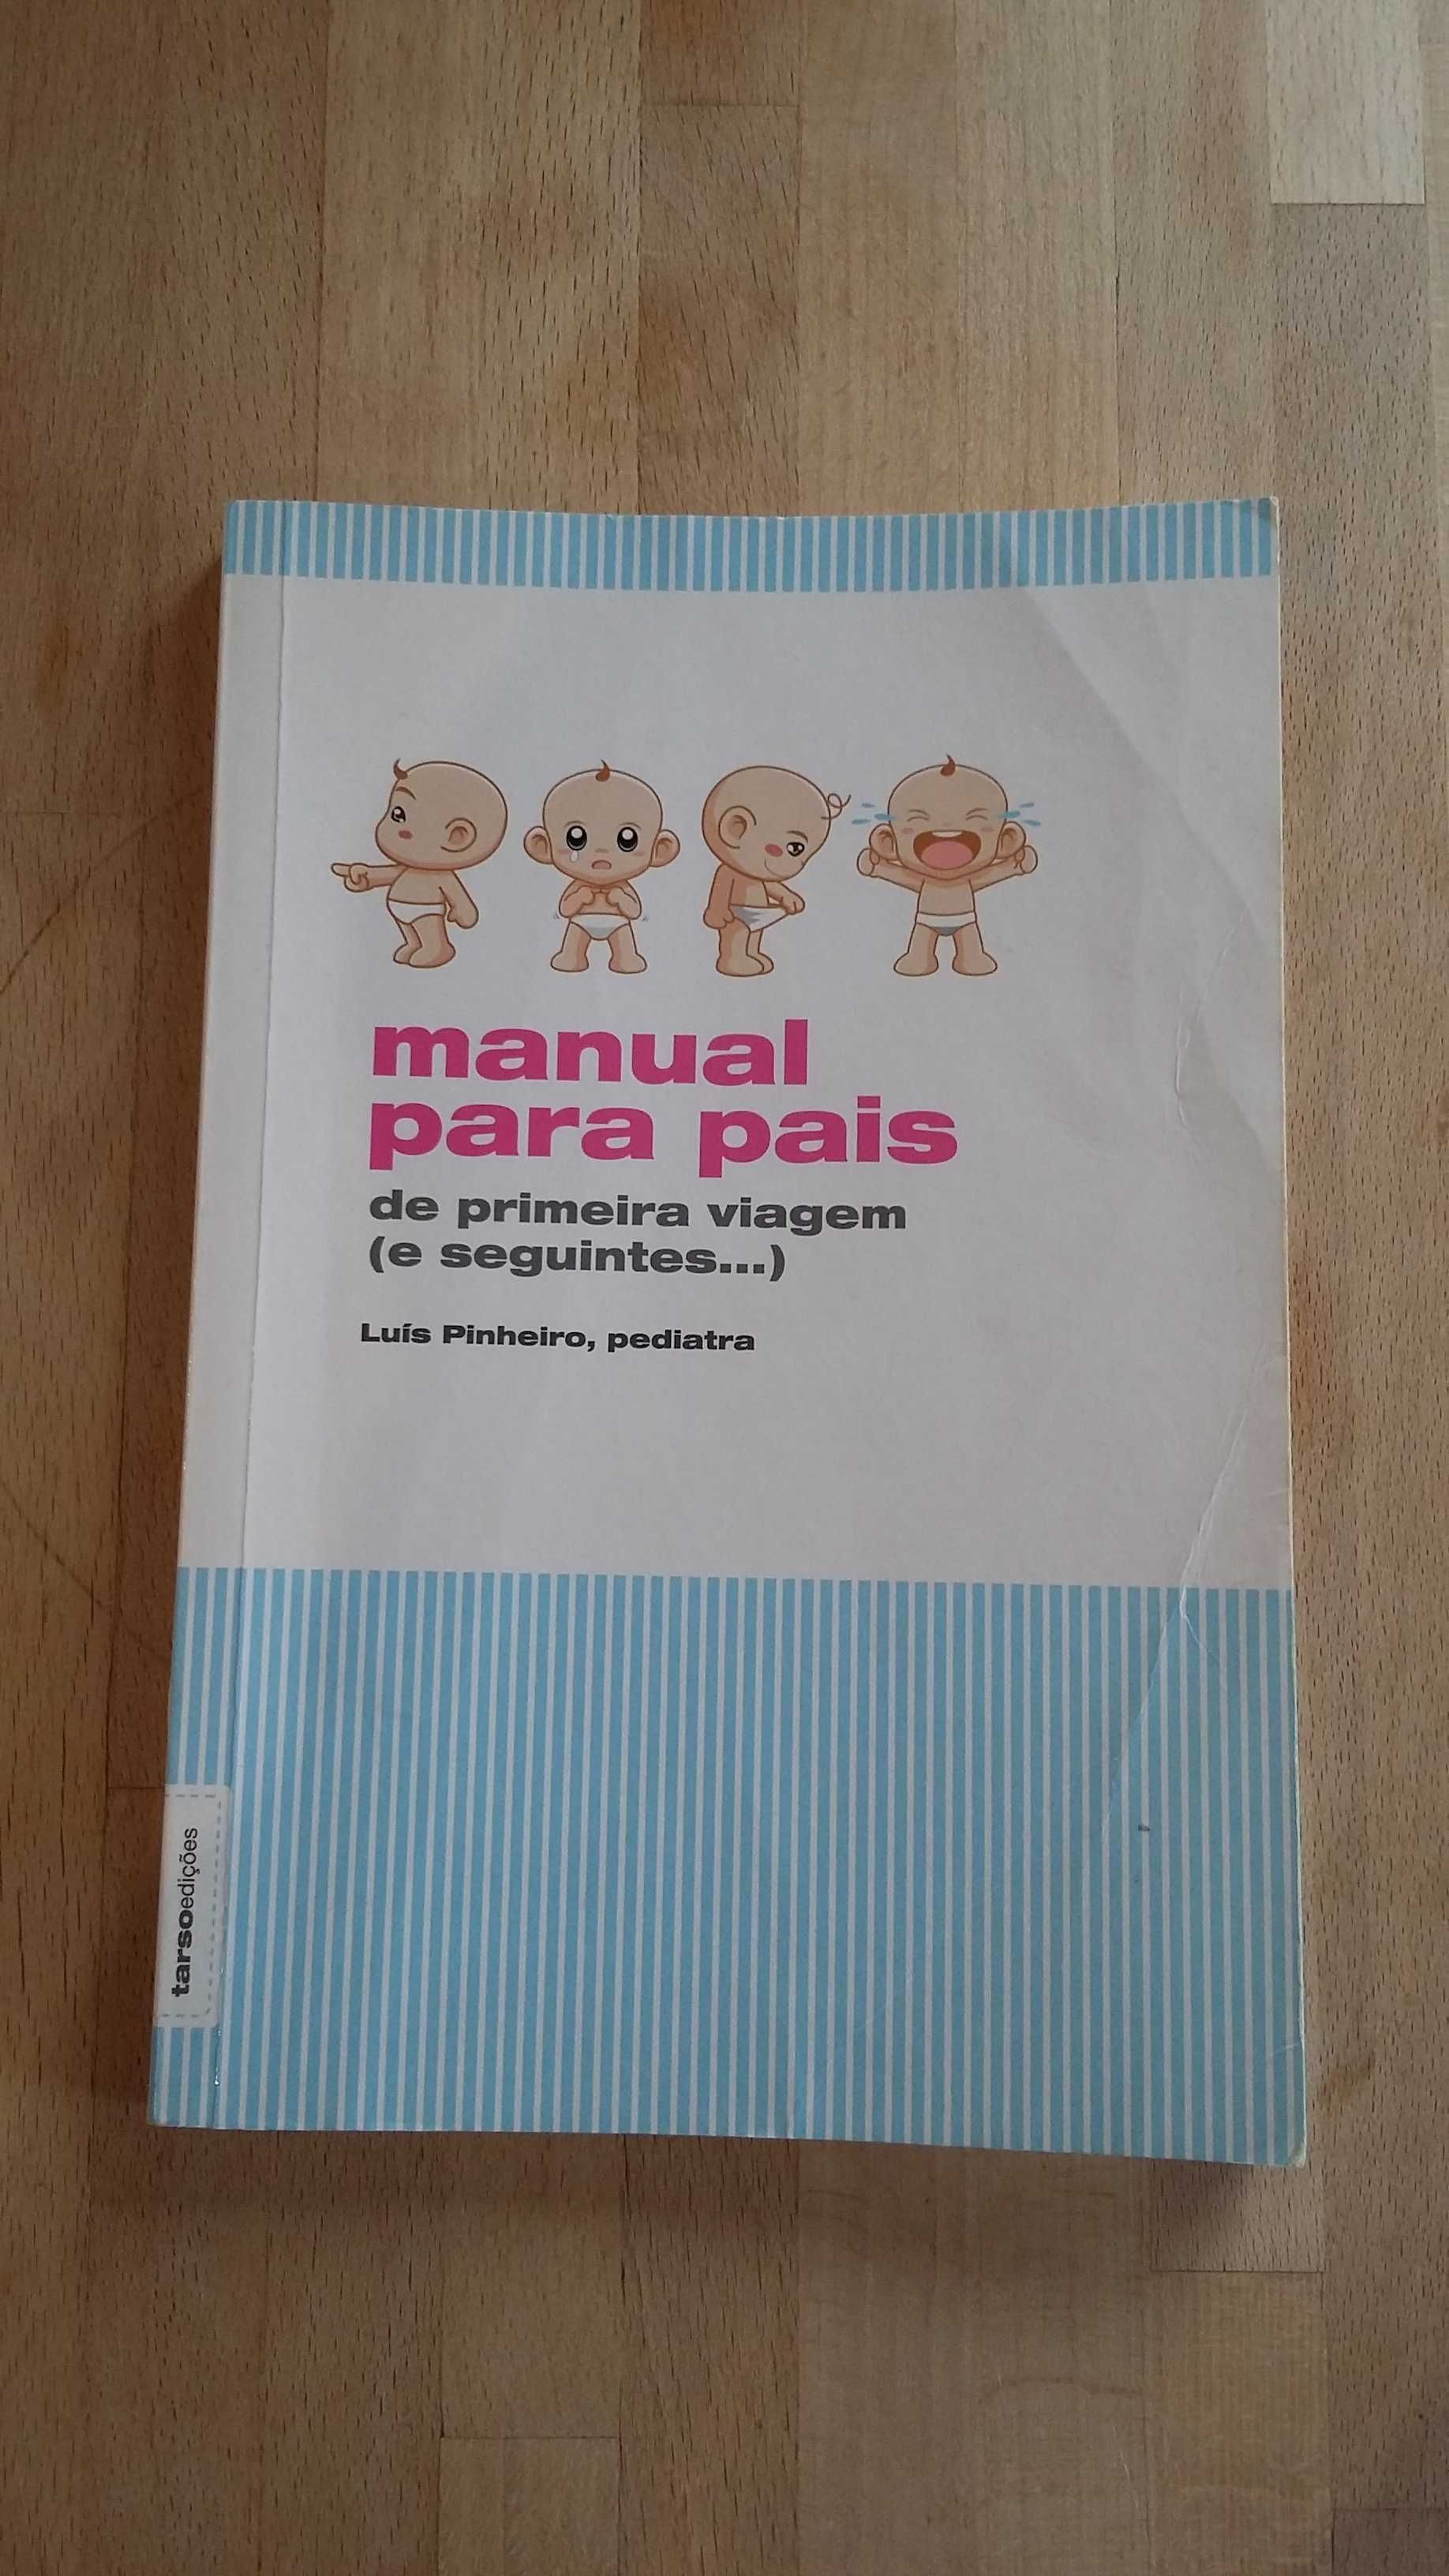 manual
para pais
de primeira viagem
(e seguintes...)
Luís Pinheiro, pediatra
tarsoedições